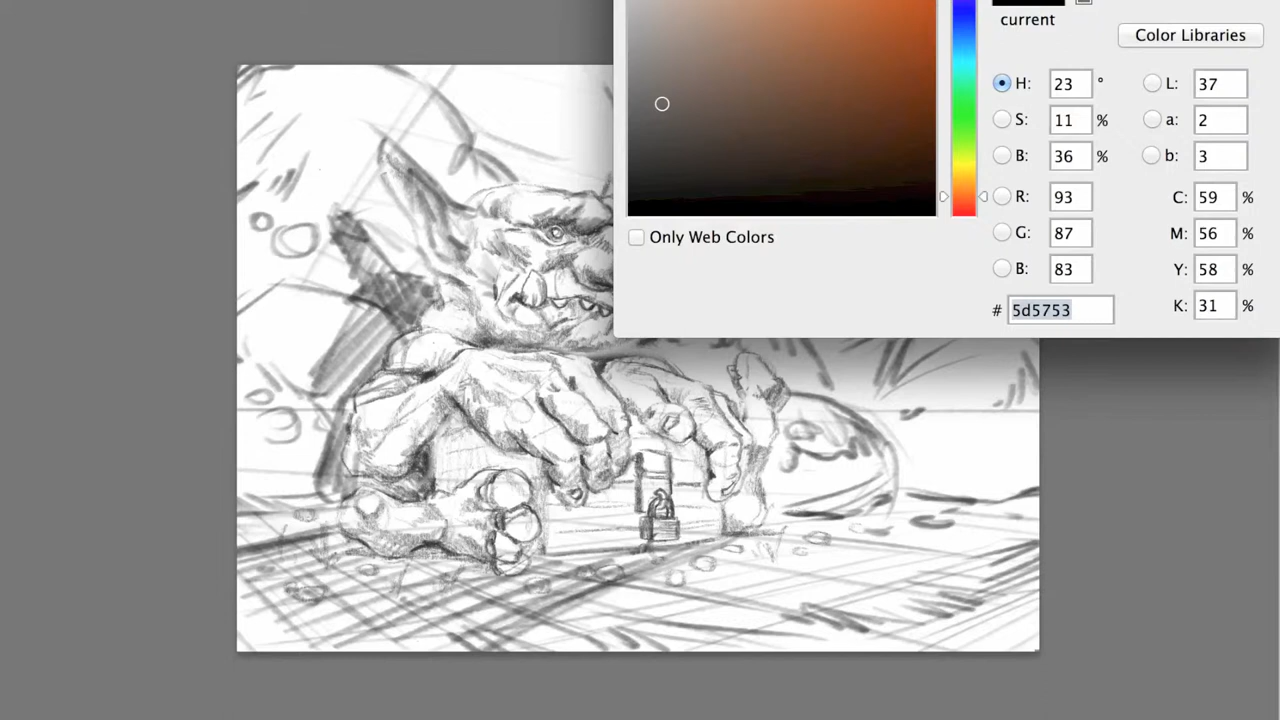 current
Color Libraries
H: 23 ° L: 37
S: 11 % a: 2
B: 36 % b: 3
R: 93 C: 59 %
G: 87 M: 56 %
Only Web Colors
B: 83 Y: 58 %
# 5d5753 K: 31 %